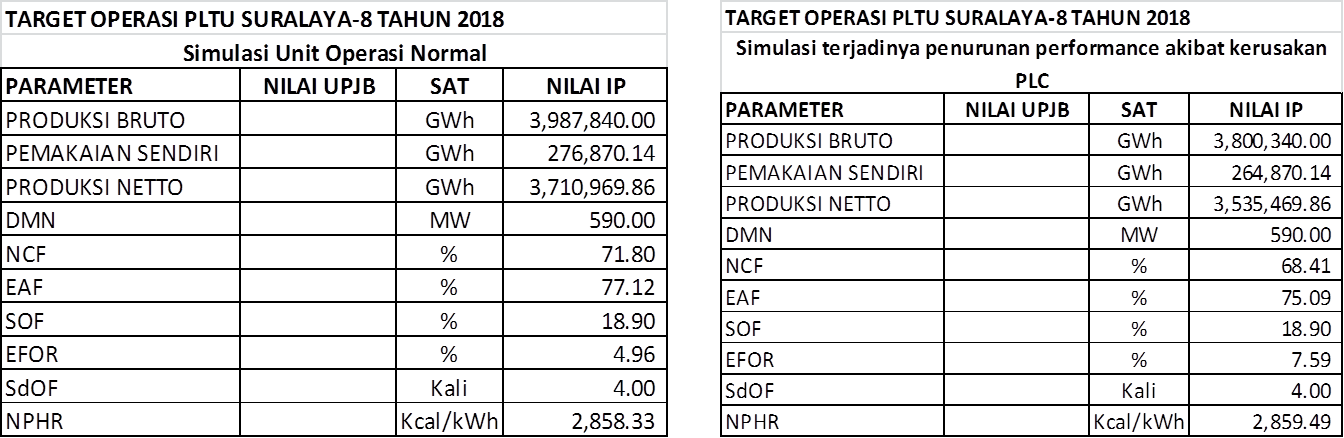 TARGET OPERASI PLTU SURALAYA-8 TAHUN 2018
Simulasi Unit Operasi Normal
PARAMETER NILAI UPJB SAT NILAI IP
PRODUKSI BRUTO GWh 3,987,840.00
PEMAKAIAN SENDIRI GWh 276,870.14
PRODUKSI NETTO GWh 3,710,969.86
DMN MW 590.00
NCF % 71.80
EAF % 77.12
SOF % 18.90
EFOR % 4.96
SdOF Kali 4.00
NPHR Kcal/kWh 2,858.33
TARGET OPERASI PLTU SURALAYA-8 TAHUN 2018
Simulasi terjadinya penurunan performance akibat kerusakan
PLC
PARAMETER NILAI UPJB SAT NILAI IP
PRODUKSI BRUTO GWh 3,800,340.00
PEMAKAIAN SENDIRI GWh 264,870.14
PRODUKSI NETTO GWh 3,535,469.86
DMN MW 590.00
NCF % 68.41
EAF % 75.09
SOF % 18.90
EFOR % 7.59
SdOF Kali 4.00
NPHR Kcal/kWh 2,859.49